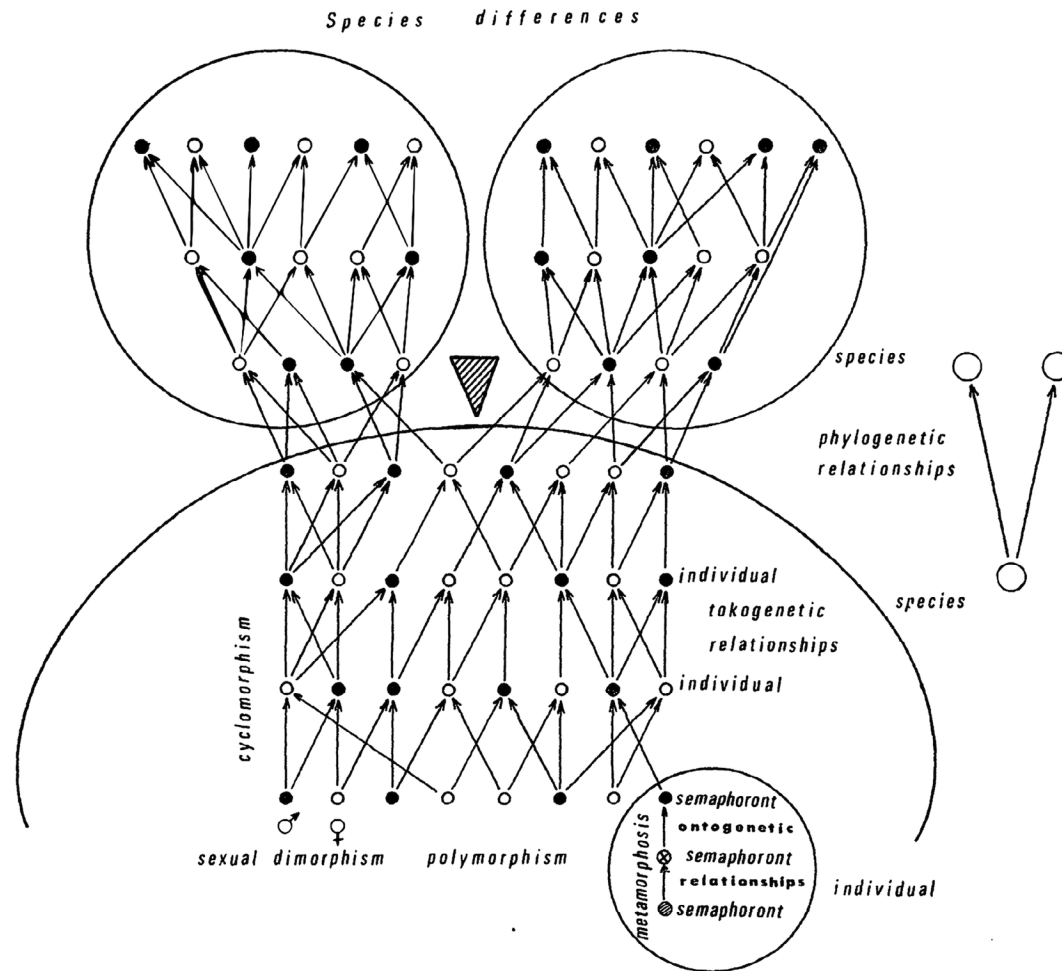 Species differences
species
phylogenetic
relationships
individual
species
tokogenetic
relationships
cyclomorphism
individual
semaphoront
♂ ♀
ontogenetic
sexual dimorphism polymorphism
metamorphosis
semaphoront
relationships
individual
semaphoront